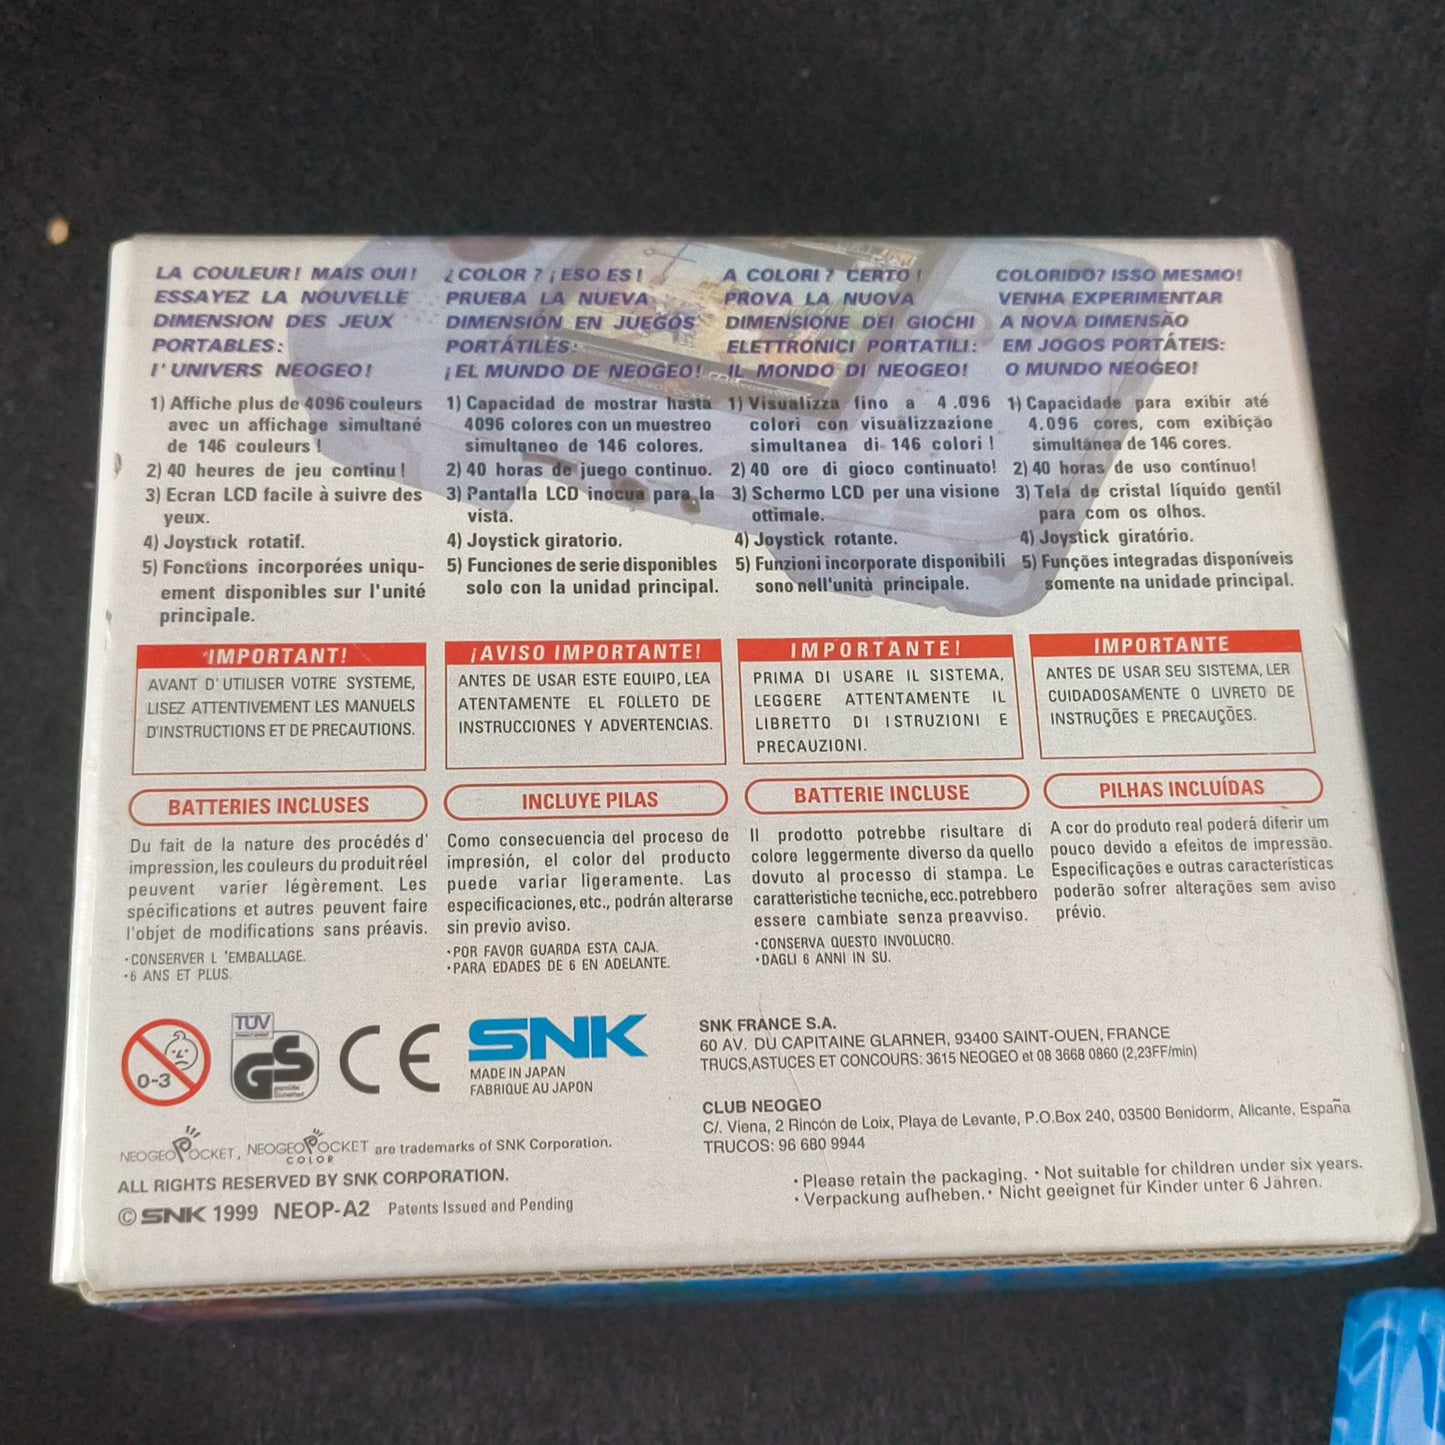 LA COULEUR! MAIS OUI!
ESSAYEZ LA NOUVELLE
DIMENSION DES JEUX
PORTABLES:
l'UNIVERS NEOGEO!
1) Affiche plus de 4096 couleurs
avec un affichage simultané
de 146 couleurs !
2) 40 heures de jeu continu !
3) Ecran LCD facile à suivre des
yeux.
4) Joystick rotatif.
5) Fonctions incorporées uniqu-
ement disponibles sur l'unité
principale.
IMPORTANT!
AVANT D'UTILISER VOTRE SYSTEME,
LISEZ ATTENTIVEMENT LES MANUELS
D'INSTRUCTIONS ET DE PRECAUTIONS.
BATTERIES INCLUSES
Du fait de la nature des procédés d'
impression, les couleurs du produit réel
peuvent varier légèrement. Les
spécifications et autres peuvent faire
l'objet de modifications sans préavis.
·CONSERVER L 'EMBALLAGE.
·6 ANS ET PLUS.
¿COLOR? ¡ESO ES!
PRUEBA LA NUEVA
DIMENSIÓN EN JUEGOS
PORTÁTILES:
¡EL MUNDO DE NEOGEO!
1) Capacidad de mostrar hasta
4096 colores con un muestreo
simultaneo de 146 colores.
2) 40 horas de juego continuo.
3) Pantalla LCD inocua para la
vista.
4) Joystick giratorio.
5) Funciones de serie disponibles
solo con la unidad principal.
¡AVISO IMPORTANTE!
ANTES DE USAR ESTE EQUIPO, LEA
ATENTAMENTE EL FOLLETO DE
INSTRUCCIONES Y ADVERTENCIAS.
INCLUYE PILAS
Como consecuencia del proceso de
impresión, el color del producto
puede variar ligeramente. Las
especificaciones, etc., podrán alterarse
sin previo aviso.
·POR FAVOR GUARDA ESTA CAJA.
·PARA EDADES DE 6 EN ADELANTE.
A COLORI? CERTO!
PROVA LA NUOVA
DIMENSIONE DEI GIOCHI
ELETTRONICI PORTATILI:
IL MONDO DI NEOGEO!
1) Visualizza fino a 4.096
colori con visualizzazione
simultanea di 146 colori !
2) 40 ore di gioco continuato!
3) Schermo LCD per una visione
ottimale.
4) Joystick rotante.
5) Funzioni incorporate disponibili
sono nell'unità principale.
IMPORTANTE!
PRIMA DI USARE IL SISTEMA,
LEGGERE ATTENTAMENTE IL
LIBRETTO DI ISTRUZIONI E
PRECAUZIONI.
BATTERIE INCLUSE
Il prodotto potrebbe risultare di
colore leggermente diverso da quello
dovuto al processo di stampa. Le
caratteristiche tecniche, ecc.potrebbero
essere cambiate senza preavviso.
·CONSERVA QUESTO INVOLUCRO.
·DAGLI 6 ANNI IN SU.
COLORIDO? ISSO MESMO!
VENHA EXPERIMENTAR
A NOVA DIMENSÃO
EM JOGOS PORTÁTEIS:
O MUNDO NEOGEO!
1) Capacidade para exibir até
4.096 cores, com exibição
simultânea de 146 cores.
2) 40 horas de uso contínuo!
3) Tela de cristal líquido gentil
para com os olhos.
4) Joystick giratório.
5) Funções integradas disponíveis
somente na unidade principal.
IMPORTANTE
ANTES DE USAR SEU SISTEMA, LER
CUIDADOSAMENTE O LIVRETO DE
INSTRUÇÕES E PRECAUÇÕES.
PILHAS INCLUÍDAS
A cor do produto real poderá diferir um
pouco devido a efeitos de impressão.
Especificações e outras características
poderão sofrer alterações sem aviso
prévio.
0-3
TÜV
GS
geprüfte
Sicherheit
CE
SNK
MADE IN JAPAN
FABRIQUE AU JAPON
SNK FRANCE S.A.
60 AV. DU CAPITAINE GLARNER, 93400 SAINT-OUEN, FRANCE
TRUCS,ASTUCES ET CONCOURS: 3615 NEOGEO et 08 3668 0860 (2,23FF/min)
CLUB NEOGEO
C/. Viena, 2 Rincón de Loix, Playa de Levante, P.O.Box 240, 03500 Benidorm, Alicante, España
TRUCOS: 96 680 9944
NEOGEO POCKET, NEOGEO POCKET COLOR are trademarks of SNK Corporation.
ALL RIGHTS RESERVED BY SNK CORPORATION.
© SNK 1999 NEOP-A2 Patents Issued and Pending
·Please retain the packaging. ·Not suitable for children under six years.
·Verpackung aufheben.·Nicht geeignet für Kinder unter 6 Jahren.